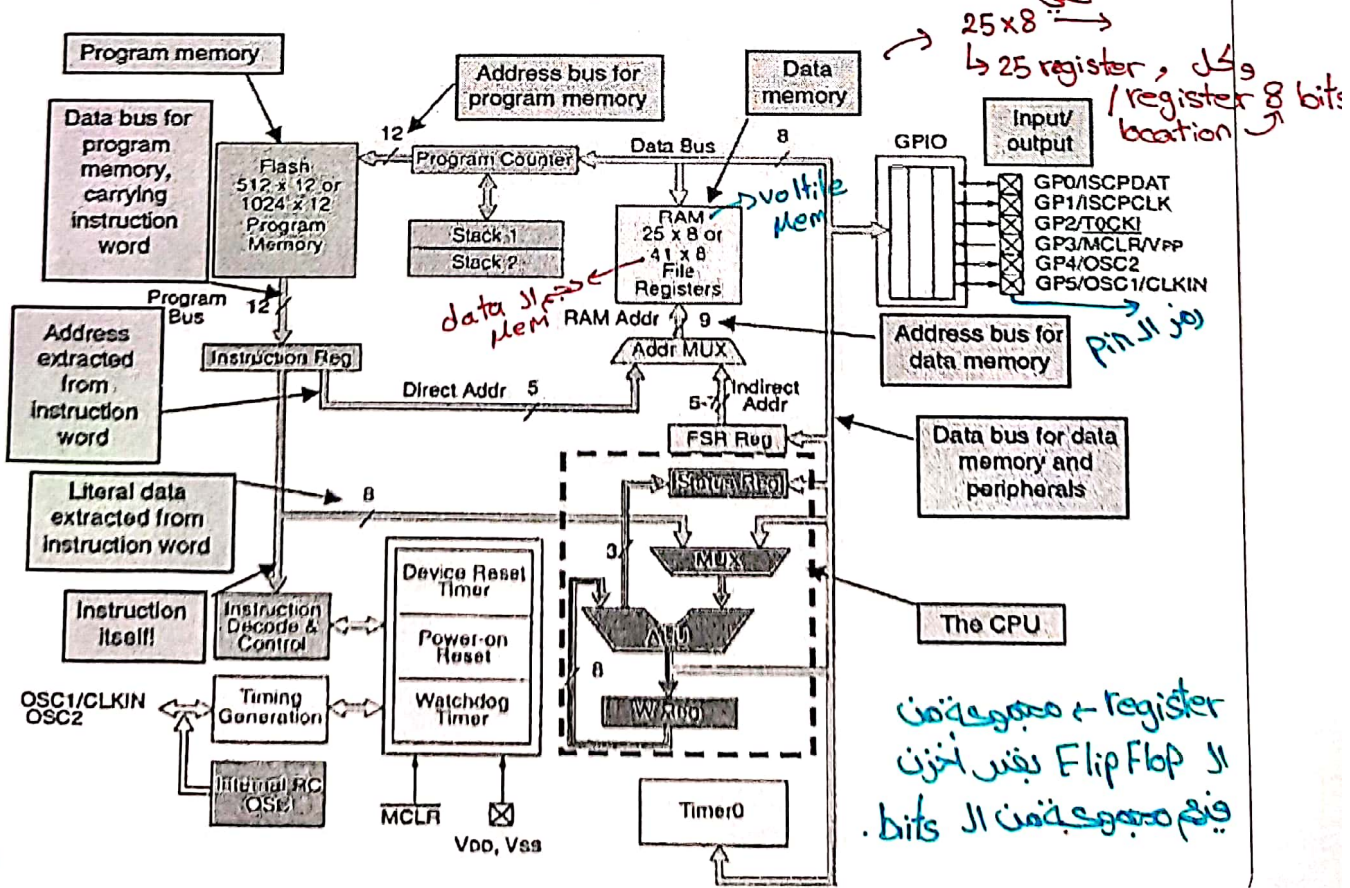 25x8 →
↳ 25 register , وكل
/register 8 bits
location
Program memory
Address bus for
program memory
Data
memory
Input/
output
Data bus for
program
memory,
carrying
instruction
word
12
Program Counter
Data Bus
8
GPIO
Flash
512 x 12 or
1024 x 12
Program
Memory
Stack 1
Stack 2
RAM
25 x 8 or
41 x 8
File
Registers
voltile
Mem
حجم ال data
Mem
GP0/ISCPDAT
GP1/ISCPCLK
GP2/T0CKI
GP3/MCLR/VPP
GP4/OSC2
GP5/OSC1/CLKIN
رمز ال pin
Program
Bus
12
RAM Addr
9
Address bus for
data memory
Address
extracted
from
instruction
word
Instruction Reg
Addr MUX
Direct Addr
5
Indirect
Addr
5-7
FSR Reg
Data bus for data
memory and
peripherals
Literal data
extracted from
instruction word
8
Status Reg
3
MUX
Device Reset
Timer
Power-on
Reset
Watchdog
Timer
Instruction
itself!
Instruction
Decode &
Control
ALU
The CPU
8
W Reg
OSC1/CLKIN
OSC2
Timing
Generation
Internal RC
OSC
MCLR
VDD, VSS
Timer0
register ← مجموعة من
ال Flip Flop بقدر أخزن
فيهم مجموعة من ال bits.